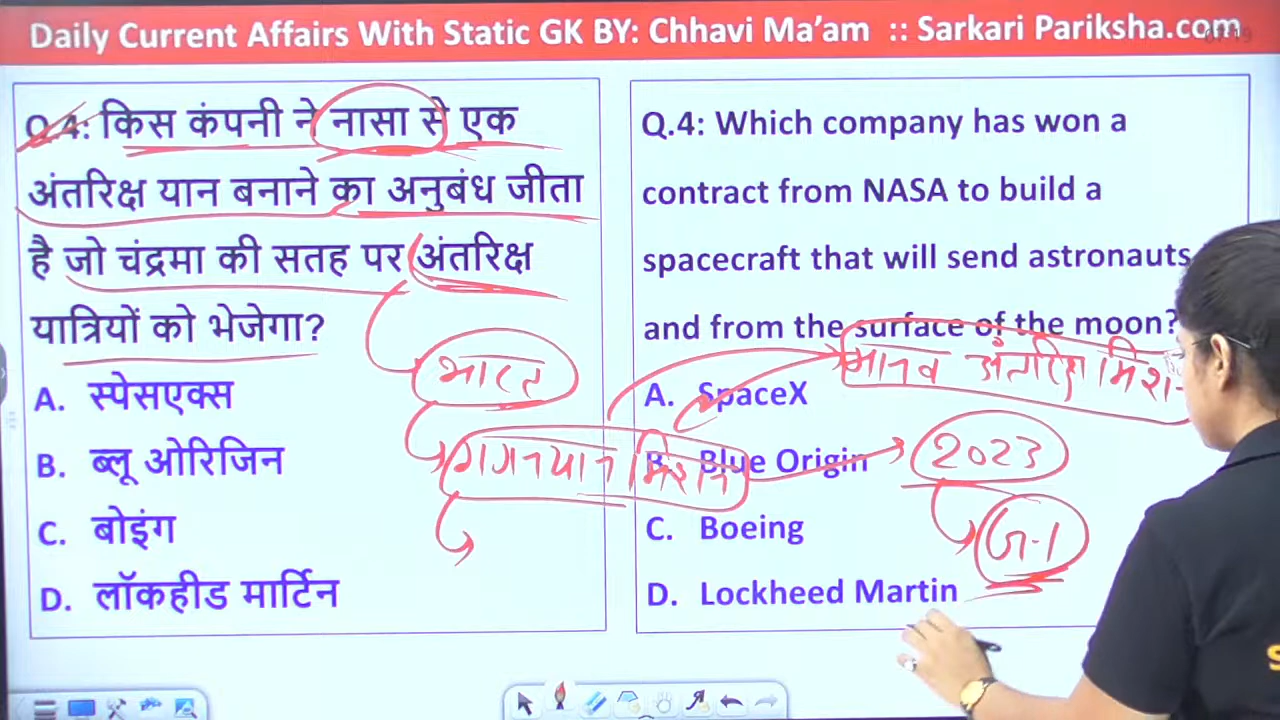 Daily Current Affairs With Static GK BY: Chhavi Ma’am :: Sarkari Pariksha.com
Q.4: किस कंपनी ने नासा से एक
अंतरिक्ष यान बनाने का अनुबंध जीता
है जो चंद्रमा की सतह पर अंतरिक्ष
यात्रियों को भेजेगा?
A. स्पेसएक्स
B. ब्लू ओरिजिन
C. बोइंग
D. लॉकहीड मार्टिन
भारत
गगनयान मिशन
Q.4: Which company has won a
contract from NASA to build a
spacecraft that will send astronauts
and from the surface of the moon?
मानव अंतरिक्ष
A. SpaceX
B. Blue Origin
C. Boeing
D. Lockheed Martin
2023